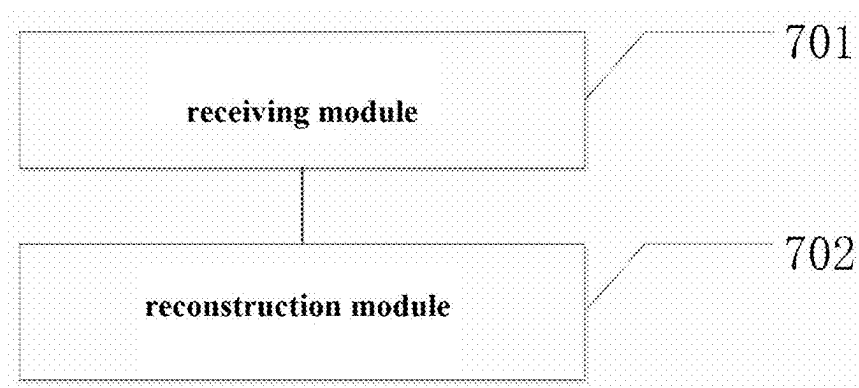 701
receiving module
702
reconstruction module